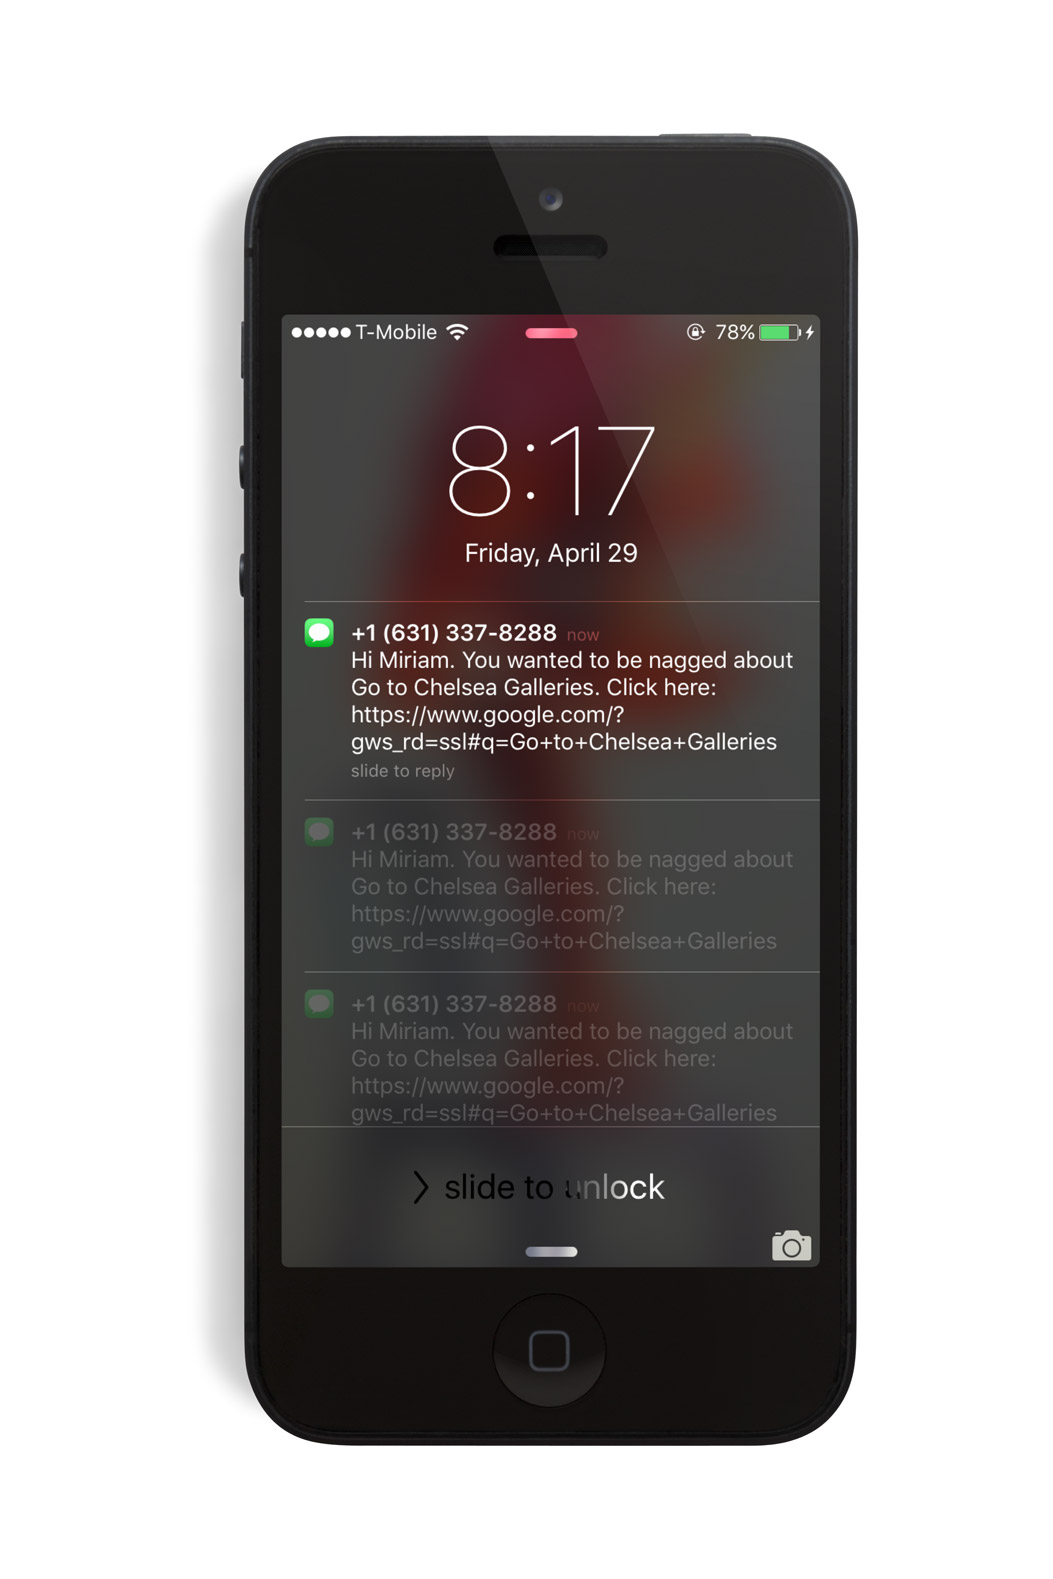 T-Mobile 78%
8:17
Friday, April 29
+1 (631) 337-8288 now
Hi Miriam. You wanted to be nagged about
Go to Chelsea Galleries. Click here:
https://www.google.com/?
gws_rd=ssl#q=Go+to+Chelsea+Galleries
slide to reply
+1 (631) 337-8288 now
Hi Miriam. You wanted to be nagged about
Go to Chelsea Galleries. Click here:
https://www.google.com/?
gws_rd=ssl#q=Go+to+Chelsea+Galleries
+1 (631) 337-8288 now
Hi Miriam. You wanted to be nagged about
Go to Chelsea Galleries. Click here:
https://www.google.com/?
gws_rd=ssl#q=Go+to+Chelsea+Galleries
> slide to unlock